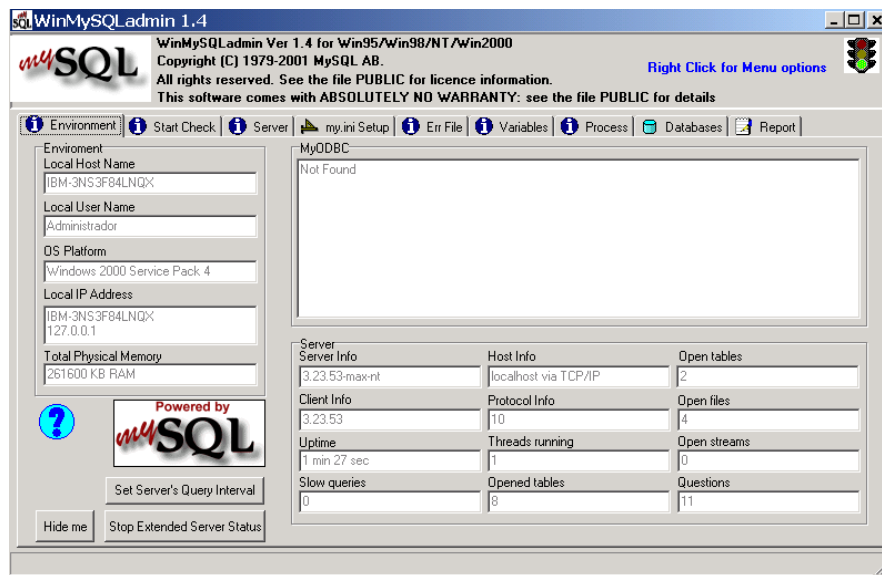 WinMySQLadmin 1.4
mySQL
WinMySQLadmin Ver 1.4 for Win95/Win98/NT/Win2000
Copyright (C) 1979-2001 MySQL AB.
All rights reserved. See the file PUBLIC for licence information.
This software comes with ABSOLUTELY NO WARRANTY: see the file PUBLIC for details
Right Click for Menu options
Environment Start Check Server my.ini Setup Err File Variables Process Databases Report
Enviroment
Local Host Name
IBM-3NS3F84LNQX
Local User Name
Administrador
OS Platform
Windows 2000 Service Pack 4
Local IP Address
IBM-3NS3F84LNQX
127.0.0.1
Total Physical Memory
261600 KB RAM
Powered by
mySQL
Set Server's Query Interval
Hide me Stop Extended Server Status
MyODBC
Not Found
Server
Server Info Host Info Open tables
3.23.53-max-nt localhost via TCP/IP 2
Client Info Protocol Info Open files
3.23.53 10 4
Uptime Threads running Open streams
1 min 27 sec 1 0
Slow queries Opened tables Questions
0 8 11